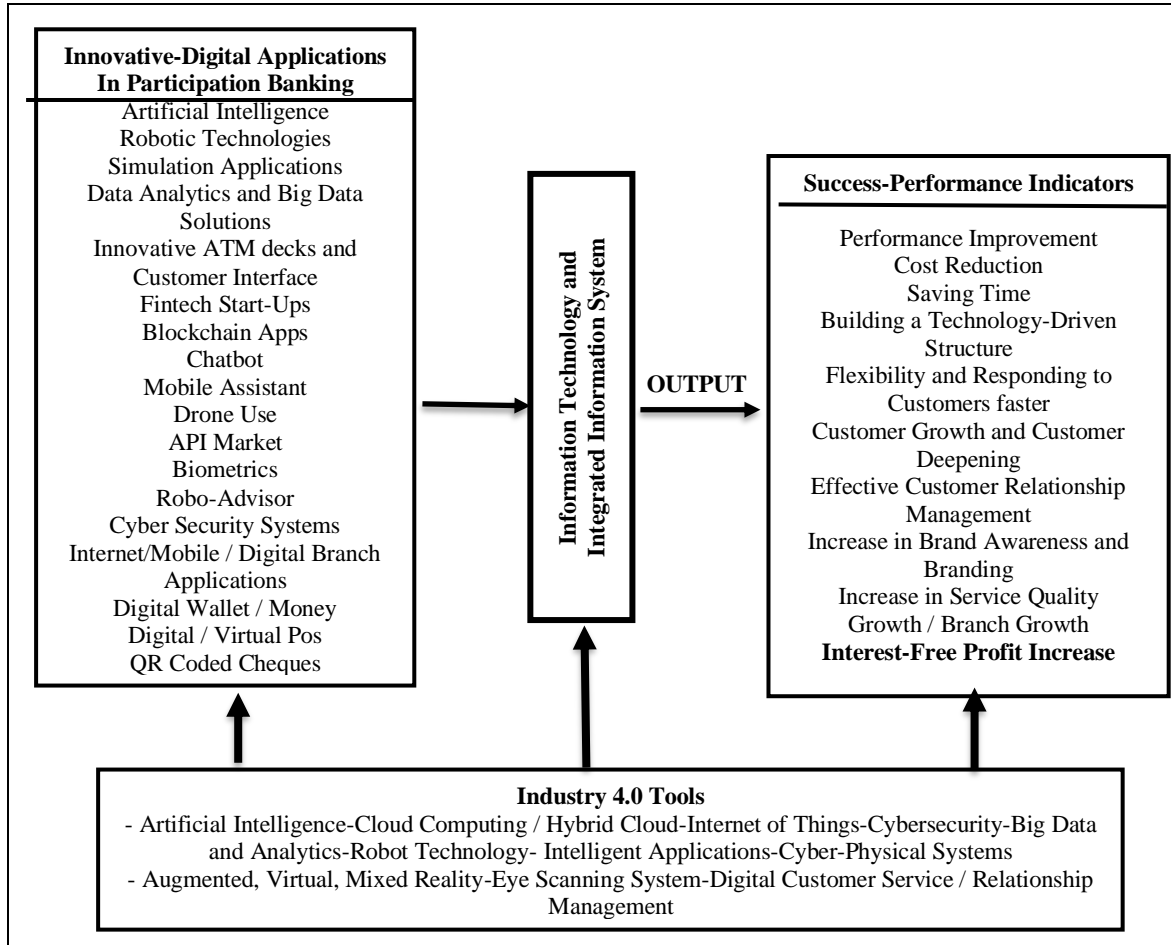 Innovative-Digital Applications
In Participation Banking
Artificial Intelligence
Robotic Technologies
Simulation Applications
Data Analytics and Big Data
Solutions
Innovative ATM decks and
Customer Interface
Fintech Start-Ups
Blockchain Apps
Chatbot
Mobile Assistant
Drone Use
API Market
Biometrics
Robo-Advisor
Cyber Security Systems
Internet/Mobile / Digital Branch
Applications
Digital Wallet / Money
Digital / Virtual Pos
QR Coded Cheques
Information Technology and
Integrated Information System
OUTPUT
Success-Performance Indicators
Performance Improvement
Cost Reduction
Saving Time
Building a Technology-Driven
Structure
Flexibility and Responding to
Customers faster
Customer Growth and Customer
Deepening
Effective Customer Relationship
Management
Increase in Brand Awareness and
Branding
Increase in Service Quality
Growth / Branch Growth
Interest-Free Profit Increase
Industry 4.0 Tools
- Artificial Intelligence-Cloud Computing / Hybrid Cloud-Internet of Things-Cybersecurity-Big Data
and Analytics-Robot Technology- Intelligent Applications-Cyber-Physical Systems
- Augmented, Virtual, Mixed Reality-Eye Scanning System-Digital Customer Service / Relationship
Management